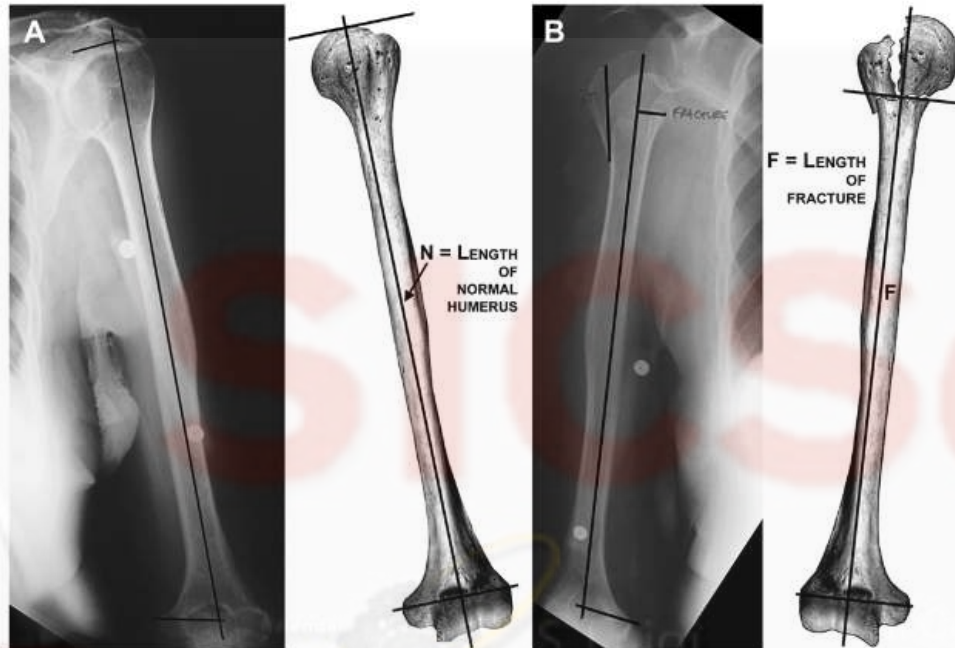 A
B
FRACTURE
N = LENGTH
OF
NORMAL
HUMERUS
F = LENGTH
OF
FRACTURE
F